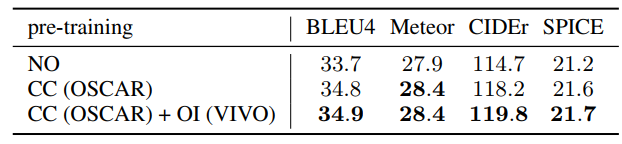 pre-training BLEU4 Meteor CIDEr SPICE
NO 33.7 27.9 114.7 21.2
CC (OSCAR) 34.8 28.4 118.2 21.6
CC (OSCAR) + OI (VIVO) 34.9 28.4 119.8 21.7